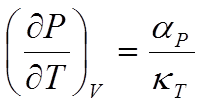 (∂P/∂T)_V = α_P/κ_T